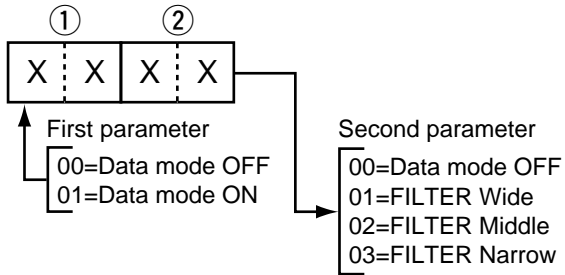 ① ②
X X X X
First parameter
00=Data mode OFF
01=Data mode ON
Second parameter
00=Data mode OFF
01=FILTER Wide
02=FILTER Middle
03=FILTER Narrow